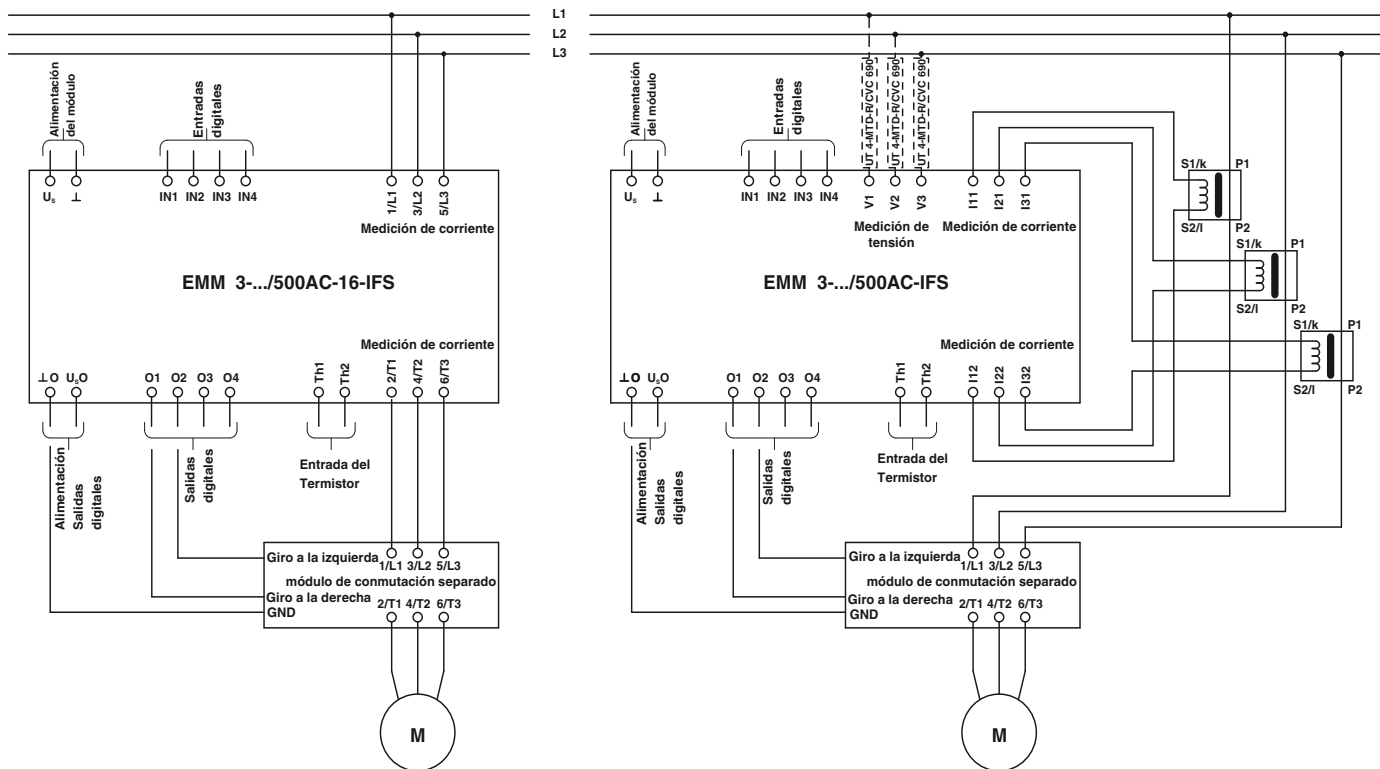 L1
L2
L3
Alimentación
del módulo
Entradas
digitales
Us
⊥
IN1
IN2
IN3
IN4
1/L1
3/L2
5/L3
Medición de corriente
EMM 3-.../500AC-16-IFS
Medición de corriente
⊥O
UsO
O1
O2
O3
O4
Th1
Th2
2/T1
4/T2
6/T3
Alimentación
Salidas
digitales
Salidas
digitales
Entrada del
Termistor
Giro a la izquierda
1/L1
3/L2
5/L3
módulo de conmutación separado
Giro a la derecha
GND
2/T1
4/T2
6/T3
M
Alimentación
del módulo
Entradas
digitales
UT 4-MTD-R/CVC 690
UT 4-MTD-R/CVC 690
UT 4-MTD-R/CVC 690
Us
⊥
IN1
IN2
IN3
IN4
V1
V2
V3
I11
I21
I31
Medición de
tensión
Medición de corriente
EMM 3-.../500AC-IFS
Medición de corriente
⊥O
UsO
O1
O2
O3
O4
Th1
Th2
I12
I22
I32
Alimentación
Salidas
digitales
Salidas
digitales
Entrada del
Termistor
S1/k
P1
S2/l
P2
S1/k
P1
S2/l
P2
S1/k
P1
S2/l
P2
Giro a la izquierda
1/L1
3/L2
5/L3
módulo de conmutación separado
Giro a la derecha
GND
2/T1
4/T2
6/T3
M